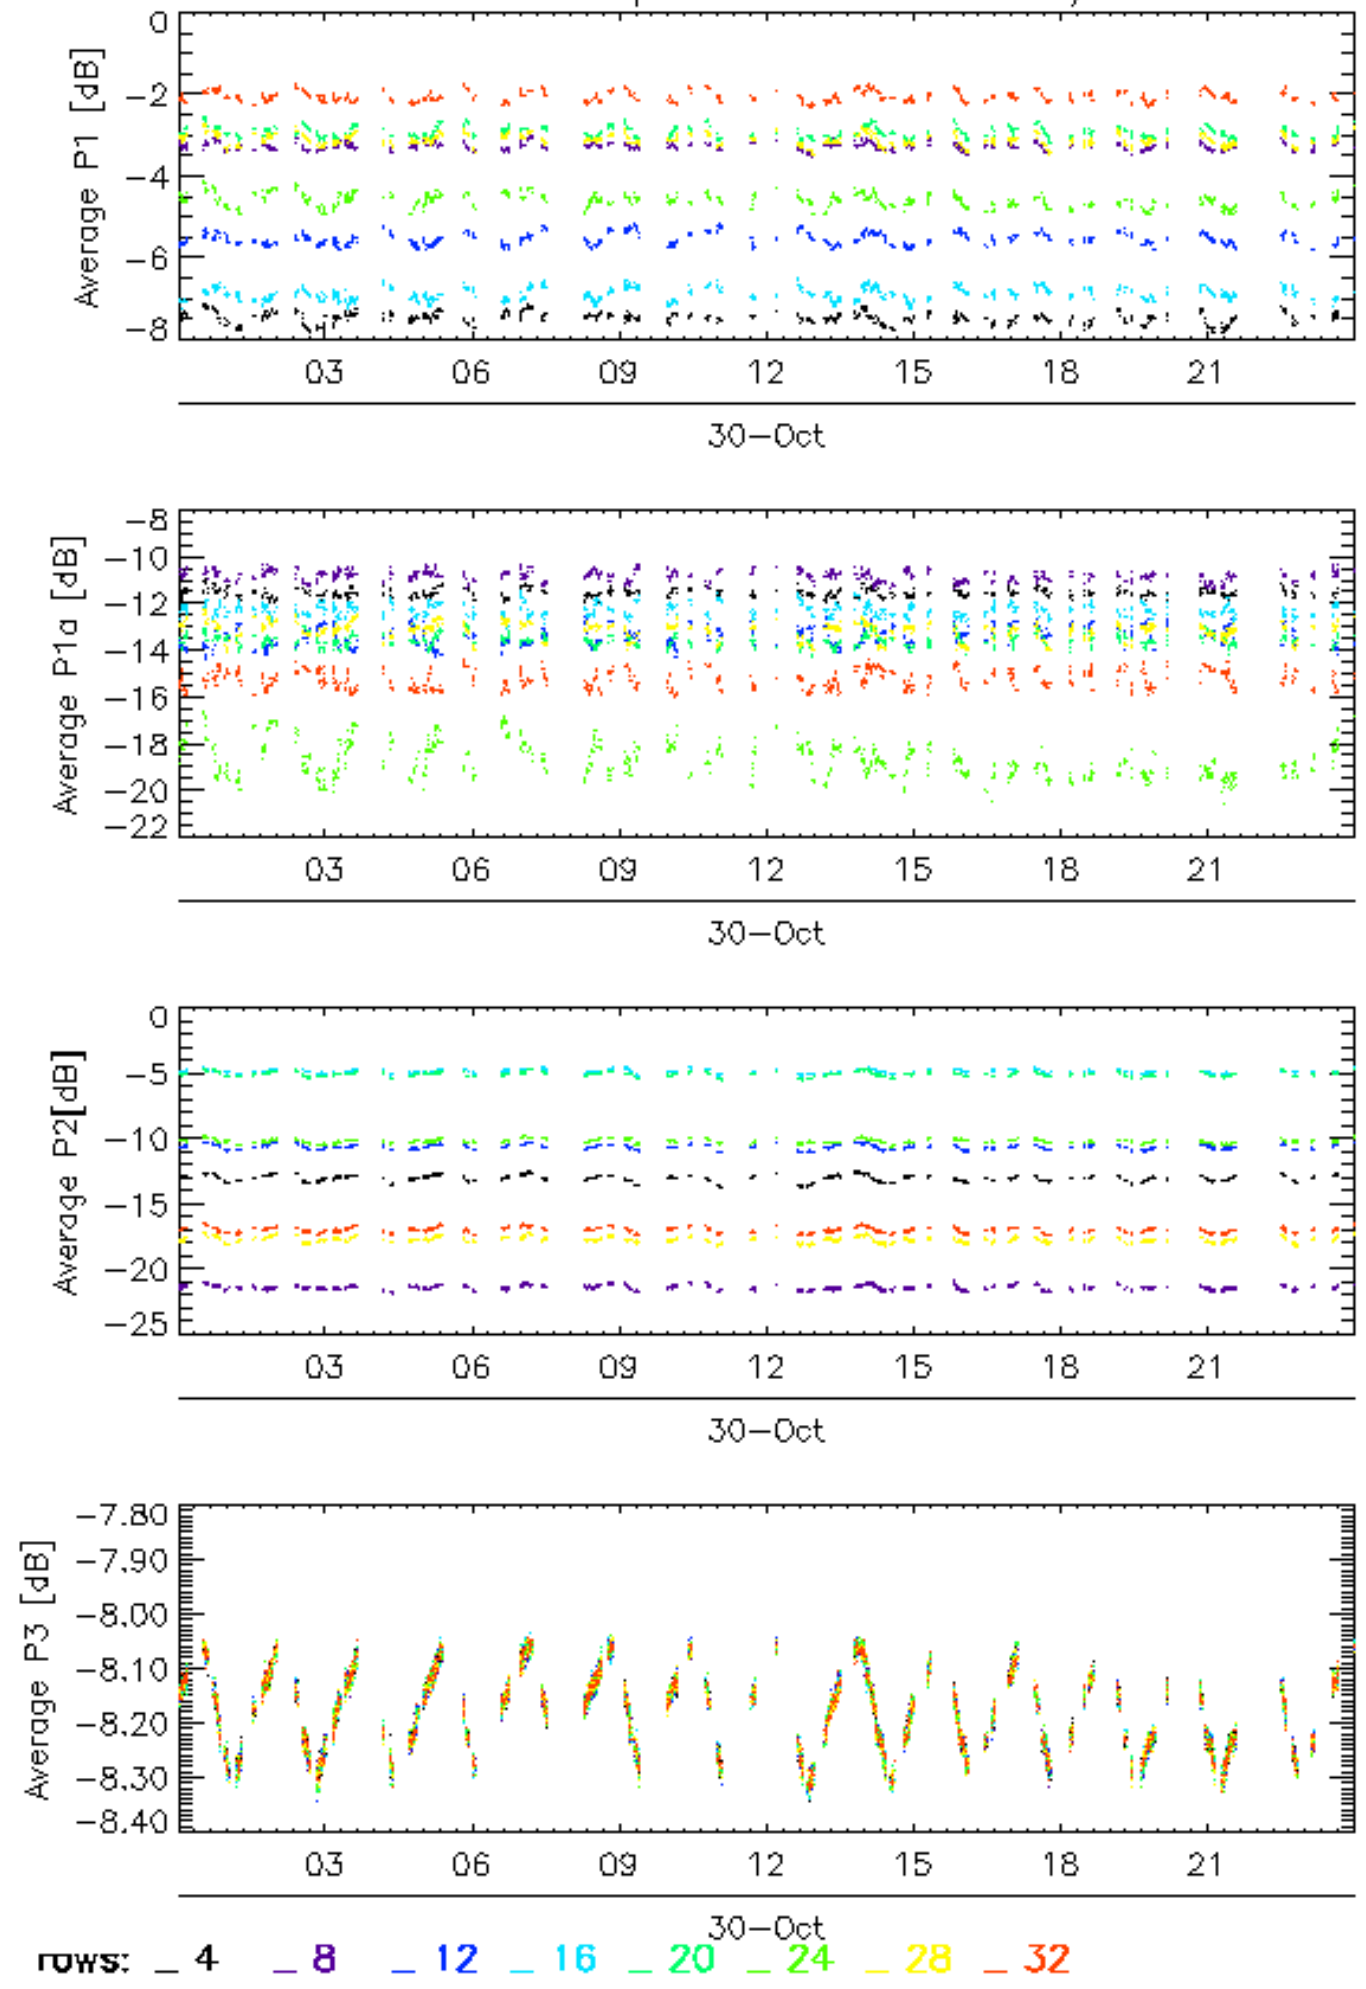 Average P1 [dB]
0
−2
−4
−6
−8
03 06 09 12 15 18 21
30−Oct
Average P1a [dB]
−8
−10
−12
−14
−16
−18
−20
−22
03 06 09 12 15 18 21
30−Oct
Average P2[dB]
0
−5
−10
−15
−20
−25
03 06 09 12 15 18 21
30−Oct
Average P3 [dB]
−7.80
−7.90
−8.00
−8.10
−8.20
−8.30
−8.40
03 06 09 12 15 18 21
30−Oct
rows: _ 4 _ 8 _ 12 _ 16 _ 20 _ 24 _ 28 _ 32